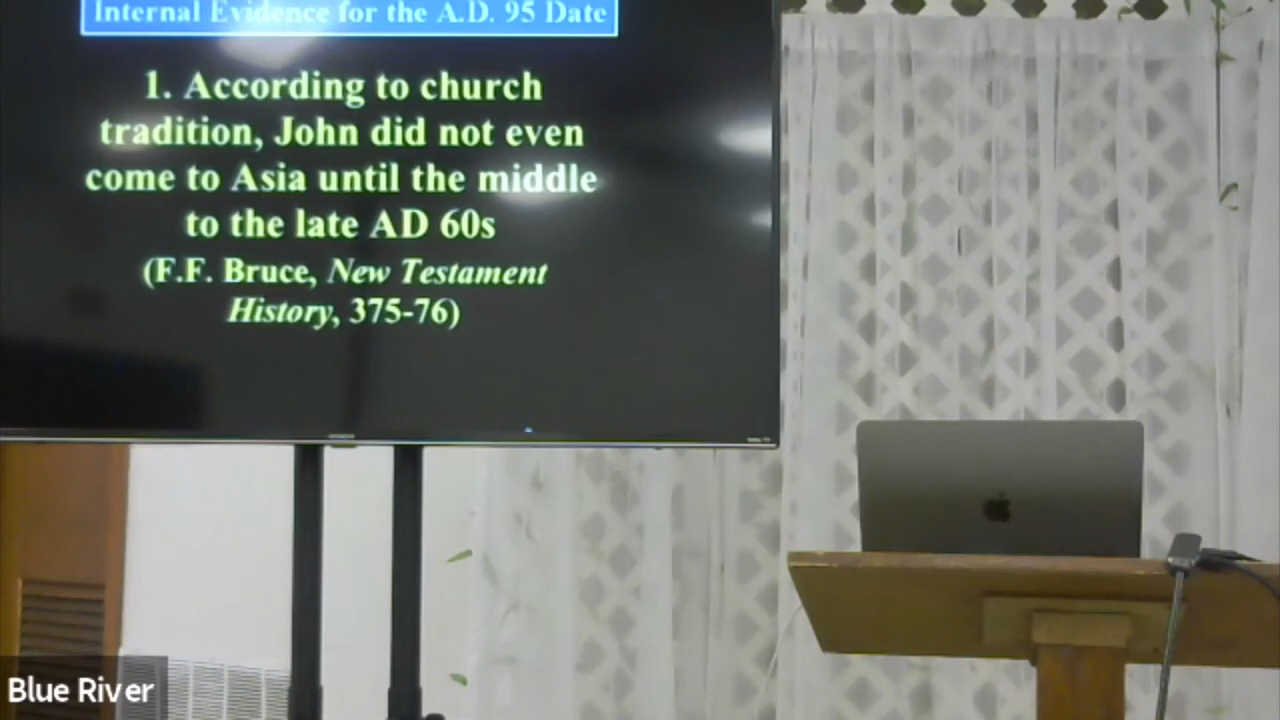 Internal Evidence for the A.D. 95 Date
1. According to church
tradition, John did not even
come to Asia until the middle
to the late AD 60s
(F.F. Bruce, New Testament
History, 375-76)
Blue River